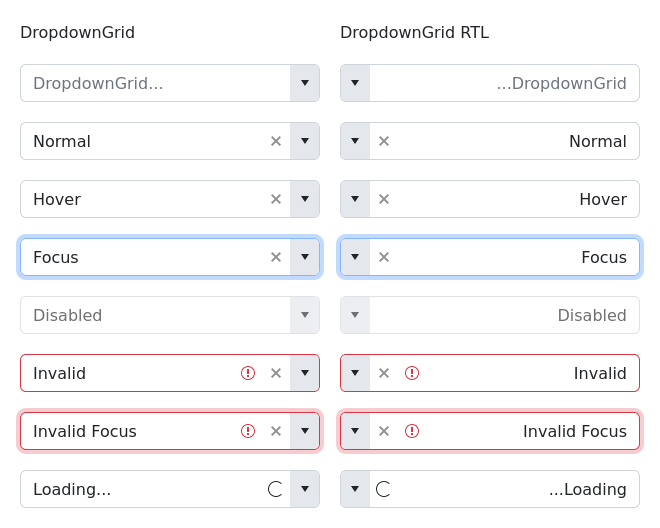 DropdownGrid DropdownGrid RTL
DropdownGrid... ...DropdownGrid
Normal Normal
Hover Hover
Focus Focus
Disabled Disabled
Invalid Invalid
Invalid Focus Invalid Focus
Loading... ...Loading